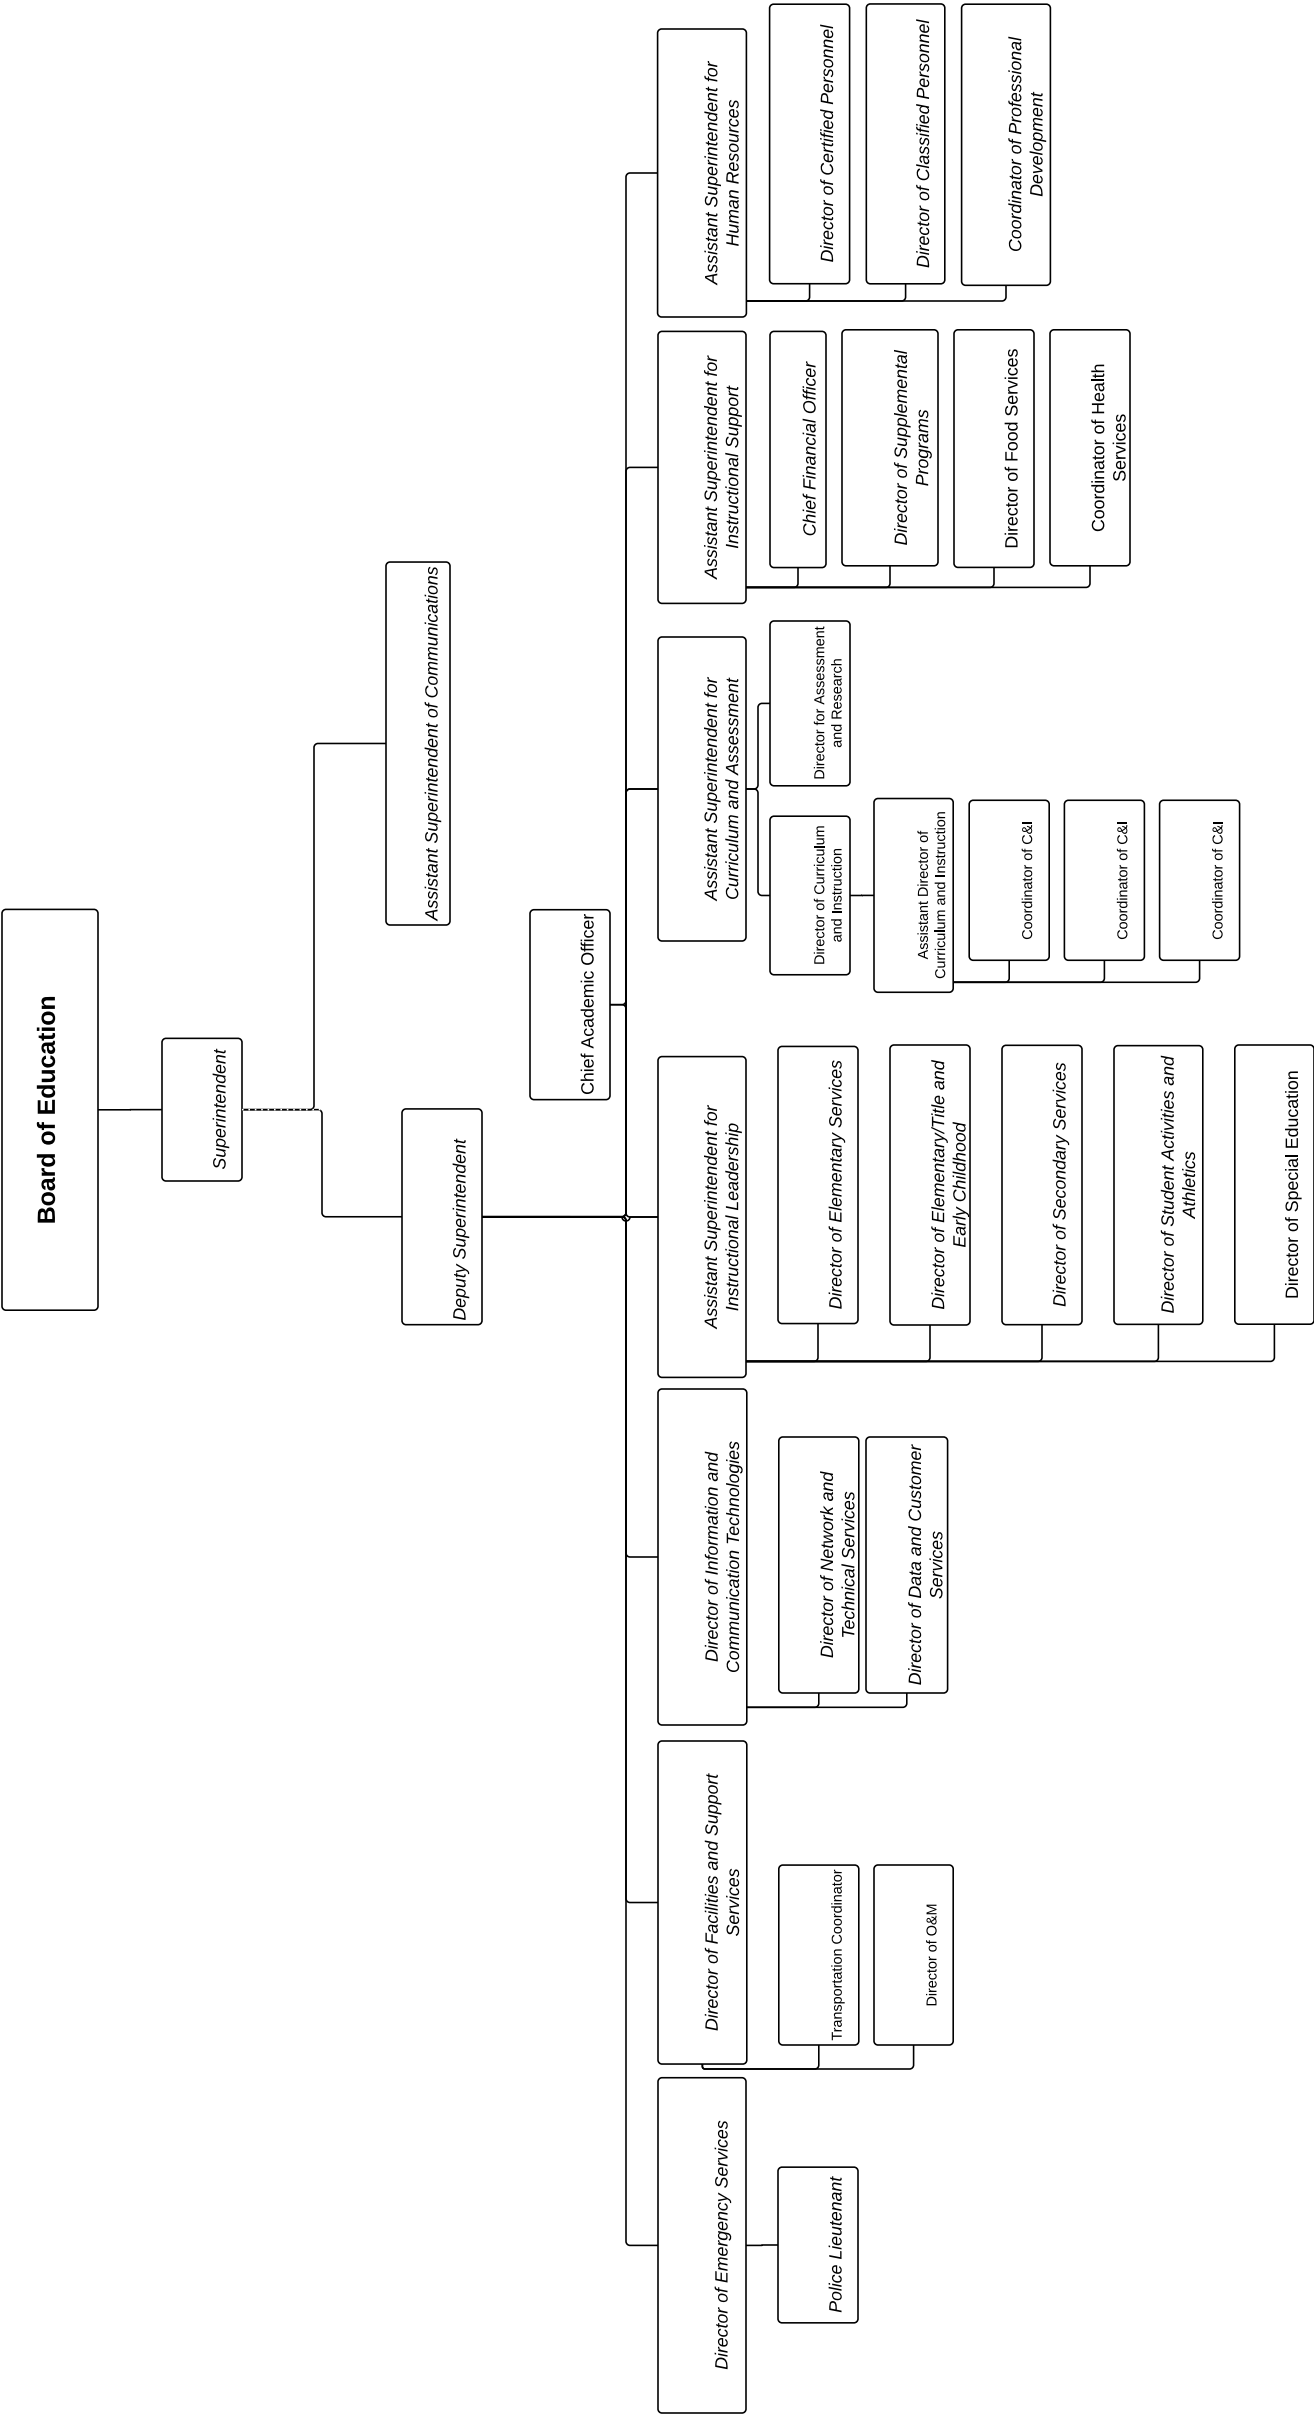 Board of Education
Superintendent
Deputy Superintendent
Assistant Superintendent of Communications
Chief Academic Officer
Director of Emergency Services
Police Lieutenant
Director of Facilities and Support
Services
Transportation Coordinator
Director of O&M
Director of Information and
Communication Technologies
Director of Network and
Technical Services
Director of Data and Customer
Services
Assistant Superintendent for
Instructional Leadership
Director of Elementary Services
Director of Elementary/Title and
Early Childhood
Director of Secondary Services
Director of Student Activities and
Athletics
Director of Special Education
Assistant Superintendent for
Curriculum and Assessment
Director of Curriculum
and Instruction
Director for Assessment
and Research
Assistant Director of
Curriculum and Instruction
Coordinator of C&I
Coordinator of C&I
Coordinator of C&I
Assistant Superintendent for
Instructional Support
Chief Financial Officer
Director of Supplemental
Programs
Director of Food Services
Coordinator of Health
Services
Assistant Superintendent for
Human Resources
Director of Certified Personnel
Director of Classified Personnel
Coordinator of Professional
Development